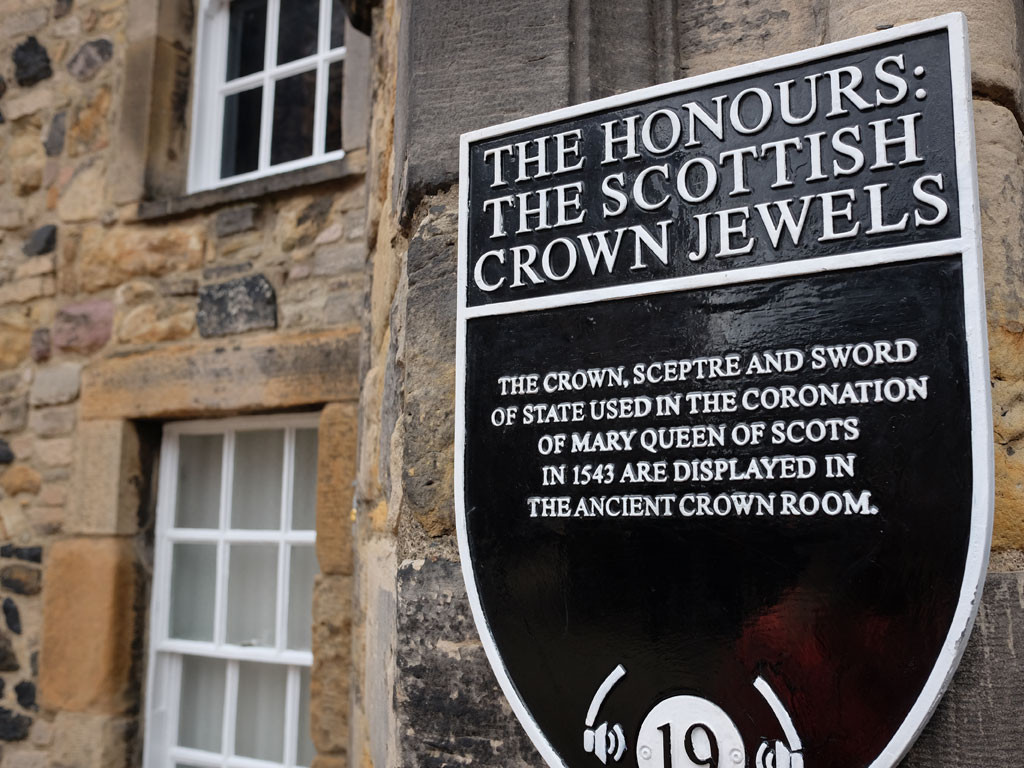 THE HONOURS:
THE SCOTTISH
CROWN JEWELS
THE CROWN, SCEPTRE AND SWORD
OF STATE USED IN THE CORONATION
OF MARY QUEEN OF SCOTS
IN 1543 ARE DISPLAYED IN
THE ANCIENT CROWN ROOM.
19